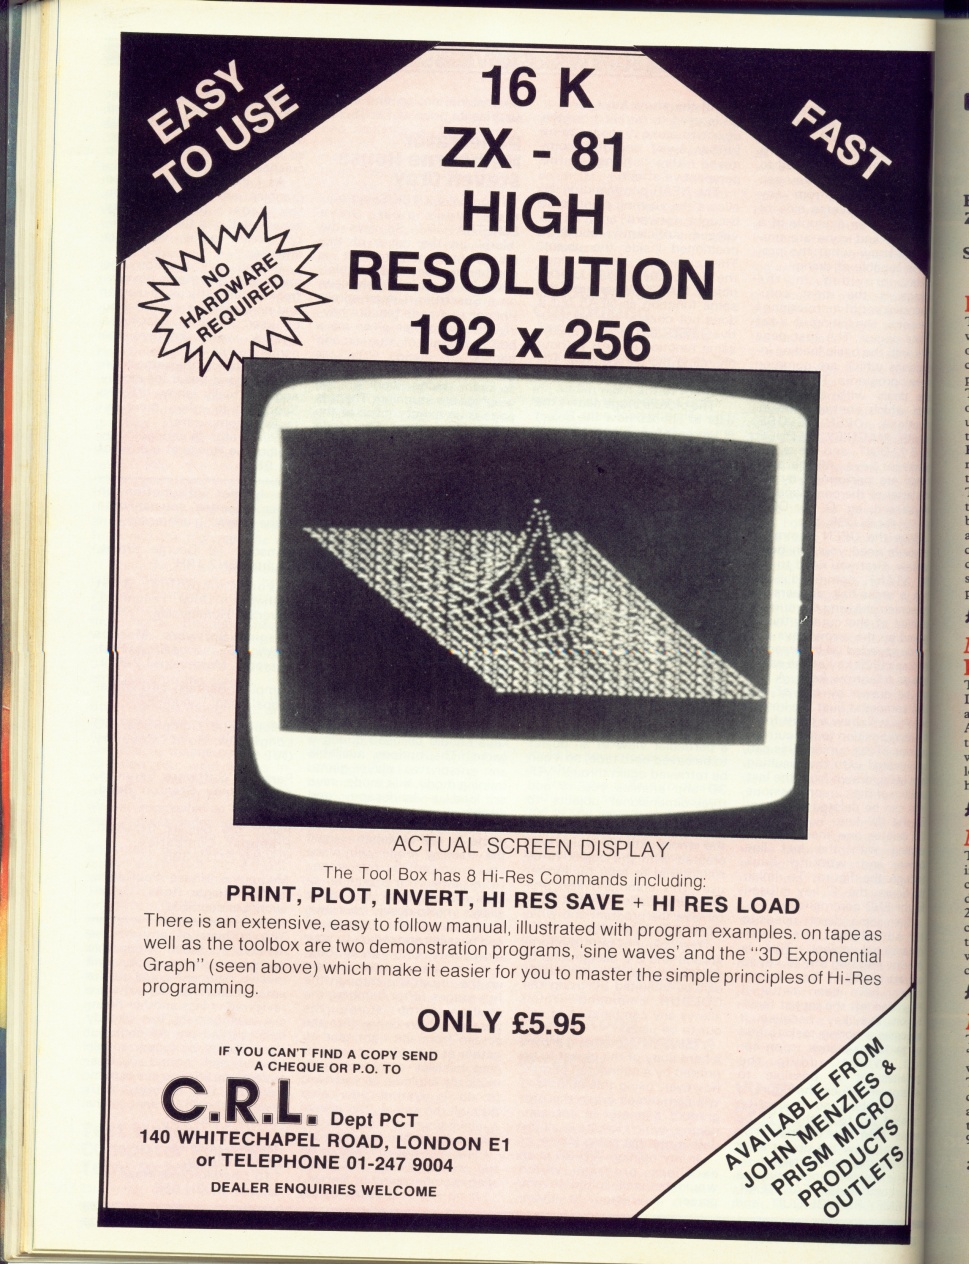 EASY
TO USE
FAST
16 K
ZX - 81
HIGH
RESOLUTION
192 x 256
NO
HARDWARE
REQUIRED
ACTUAL SCREEN DISPLAY
The Tool Box has 8 Hi-Res Commands including:
PRINT, PLOT, INVERT, HI RES SAVE + HI RES LOAD
There is an extensive, easy to follow manual, illustrated with program examples. on tape as
well as the toolbox are two demonstration programs, 'sine waves' and the "3D Exponential
Graph" (seen above) which make it easier for you to master the simple principles of Hi-Res
programming.
ONLY £5.95
IF YOU CAN'T FIND A COPY SEND
A CHEQUE OR P.O. TO
C.R.L. Dept PCT
140 WHITECHAPEL ROAD, LONDON E1
or TELEPHONE 01-247 9004
DEALER ENQUIRIES WELCOME
AVAILABLE FROM
JOHN MENZIES &
PRISM MICRO
PRODUCTS
OUTLETS